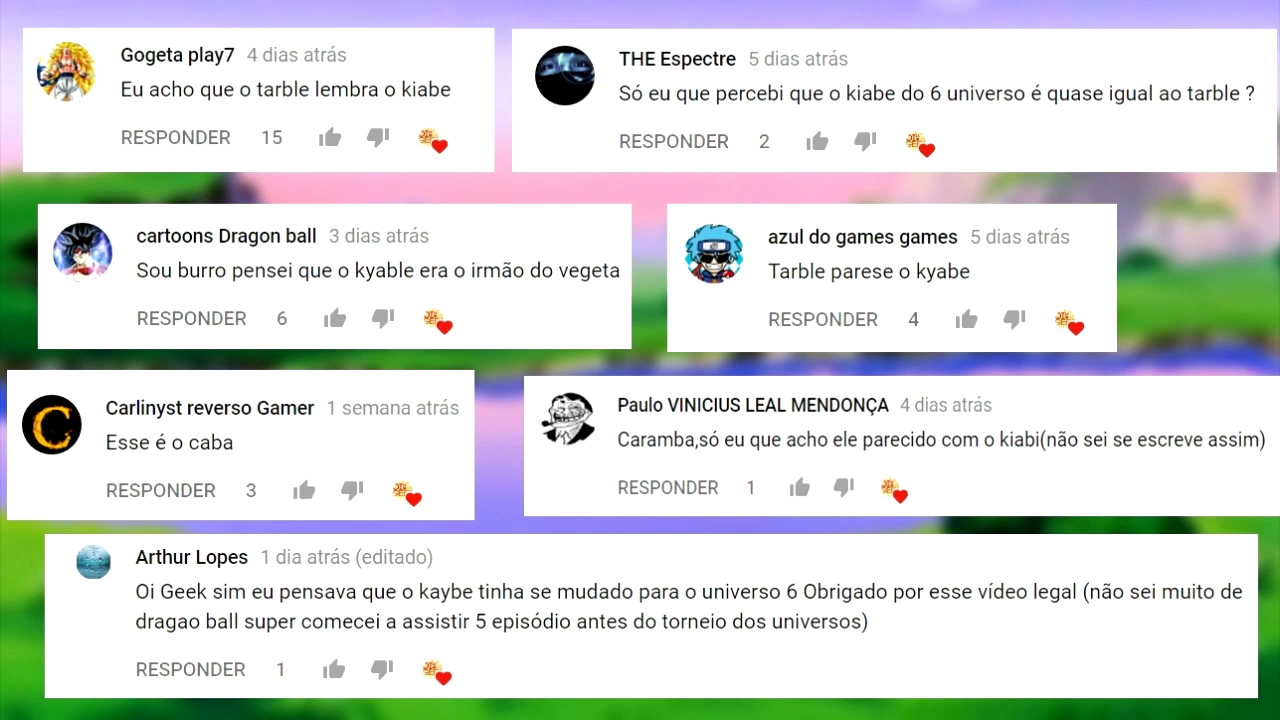 Gogeta play7 4 dias atrás
Eu acho que o tarble lembra o kiabe
RESPONDER 15
THE Espectre 5 dias atrás
Só eu que percebi que o kiabe do 6 universo é quase igual ao tarble ?
RESPONDER 2
cartoons Dragon ball 3 dias atrás
Sou burro pensei que o kyable era o irmão do vegeta
RESPONDER 6
azul do games games 5 dias atrás
Tarble parese o kyabe
RESPONDER 4
Carlinyst reverso Gamer 1 semana atrás
Esse é o caba
RESPONDER 3
Paulo VINICIUS LEAL MENDONÇA 4 dias atrás
Caramba,só eu que acho ele parecido com o kiabi(não sei se escreve assim)
RESPONDER 1
Arthur Lopes 1 dia atrás (editado)
Oi Geek sim eu pensava que o kaybe tinha se mudado para o universo 6 Obrigado por esse vídeo legal (não sei muito de
dragao ball super comecei a assistir 5 episódio antes do torneio dos universos)
RESPONDER 1